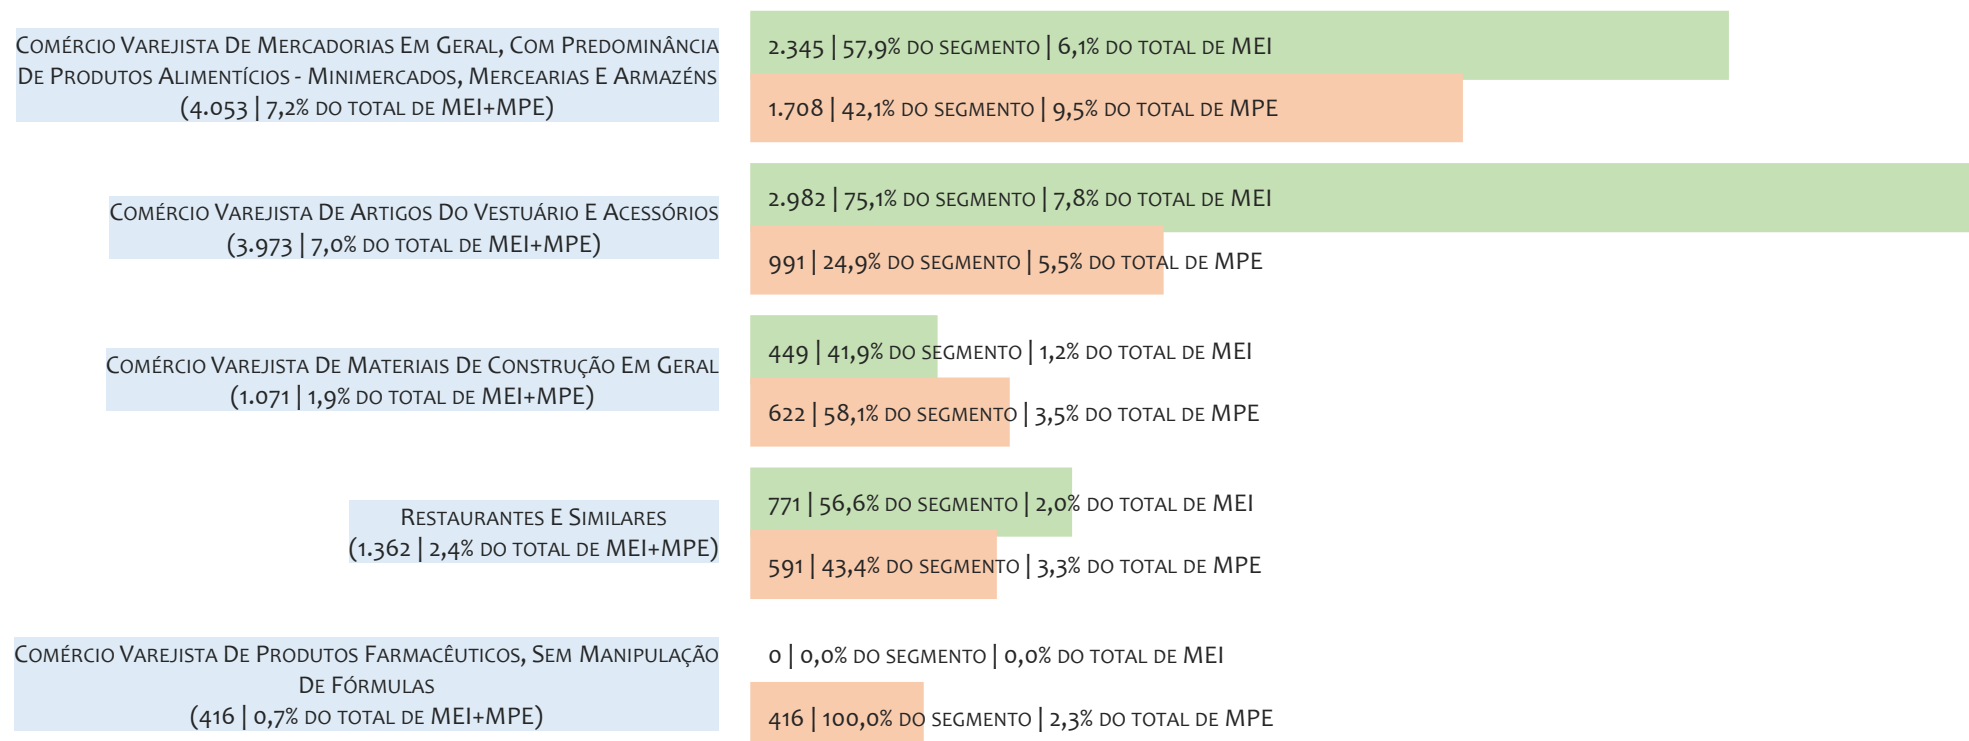 Comércio Varejista De Mercadorias Em Geral, Com Predominância
De Produtos Alimentícios - Minimercados, Mercearias E Armazéns
(4.053 | 7,2% do total de MEI+MPE)
2.345 | 57,9% do segmento | 6,1% do total de MEI
1.708 | 42,1% do segmento | 9,5% do total de MPE
Comércio Varejista De Artigos Do Vestuário E Acessórios
(3.973 | 7,0% do total de MEI+MPE)
2.982 | 75,1% do segmento | 7,8% do total de MEI
991 | 24,9% do segmento | 5,5% do total de MPE
Comércio Varejista De Materiais De Construção Em Geral
(1.071 | 1,9% do total de MEI+MPE)
449 | 41,9% do segmento | 1,2% do total de MEI
622 | 58,1% do segmento | 3,5% do total de MPE
Restaurantes E Similares
(1.362 | 2,4% do total de MEI+MPE)
771 | 56,6% do segmento | 2,0% do total de MEI
591 | 43,4% do segmento | 3,3% do total de MPE
Comércio Varejista De Produtos Farmacêuticos, Sem Manipulação
De Fórmulas
(416 | 0,7% do total de MEI+MPE)
0 | 0,0% do segmento | 0,0% do total de MEI
416 | 100,0% do segmento | 2,3% do total de MPE